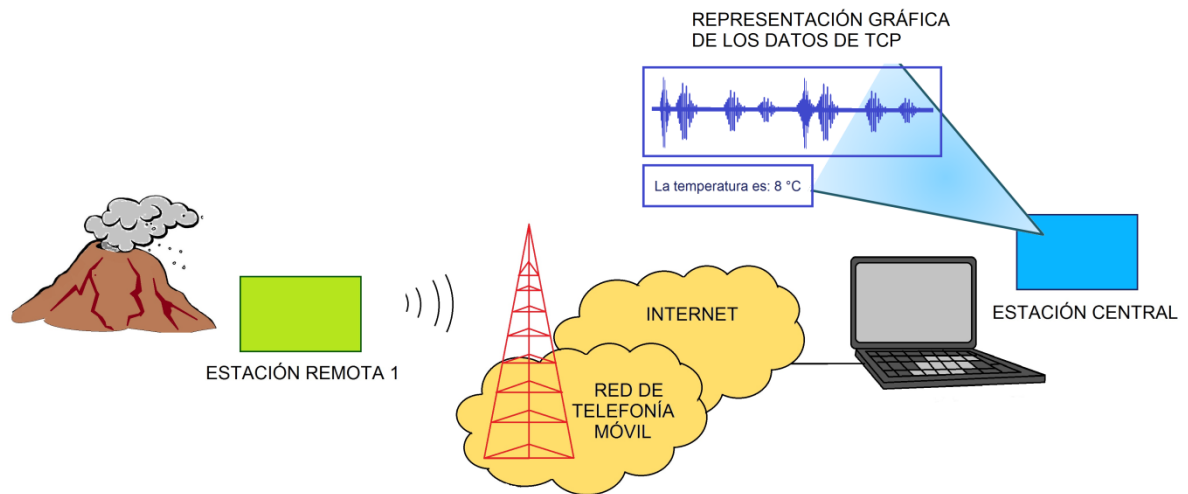 REPRESENTACIÓN GRÁFICA
DE LOS DATOS DE TCP
La temperatura es: 8 °C
INTERNET
ESTACIÓN CENTRAL
ESTACIÓN REMOTA 1
RED DE
TELEFONÍA
MÓVIL